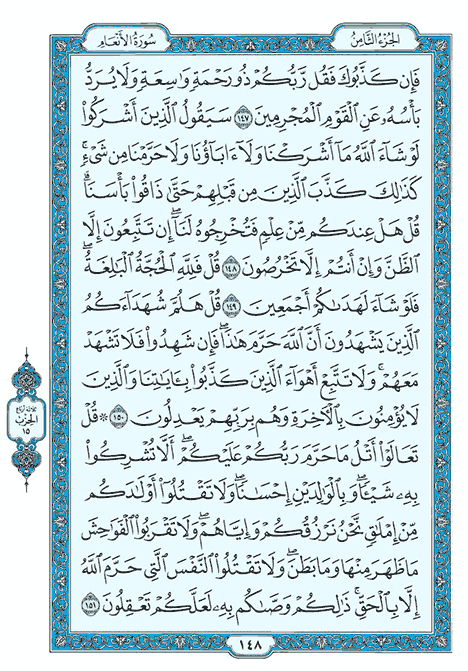 الجزء الثامن
سورة الأنعام
فَإِن كَذَّبُوكَ فَقُل رَّبُّكُمْ ذُو رَحْمَةٍ وَاسِعَةٍ وَلَا يُرَدُّ
بَأْسُهُۥ عَنِ ٱلْقَوْمِ ٱلْمُجْرِمِينَ ١٤٧ سَيَقُولُ ٱلَّذِينَ أَشْرَكُوا۟
لَوْ شَآءَ ٱللَّهُ مَآ أَشْرَكْنَا وَلَآ ءَابَآؤُنَا وَلَا حَرَّمْنَا مِن شَىْءٍۚ
كَذَٰلِكَ كَذَّبَ ٱلَّذِينَ مِن قَبْلِهِمْ حَتَّىٰ ذَاقُوا۟ بَأْسَنَاۗ
قُلْ هَلْ عِندَكُم مِّنْ عِلْمٍ فَتُخْرِجُوهُ لَنَآۖ إِن تَتَّبِعُونَ إِلَّا
ٱلظَّنَّ وَإِنْ أَنتُمْ إِلَّا تَخْرُصُونَ ١٤٨ قُلْ فَلِلَّهِ ٱلْحُجَّةُ ٱلْبَٰلِغَةُۖ
فَلَوْ شَآءَ لَهَدَىٰكُمْ أَجْمَعِينَ ١٤٩ قُلْ هَلُمَّ شُهَدَآءَكُمُ
ٱلَّذِينَ يَشْهَدُونَ أَنَّ ٱللَّهَ حَرَّمَ هَٰذَاۖ فَإِن شَهِدُوا۟ فَلَا تَشْهَدْ
مَعَهُمْۚ وَلَا تَتَّبِعْ أَهْوَآءَ ٱلَّذِينَ كَذَّبُوا۟ بِـَٔايَٰتِنَا وَٱلَّذِينَ
لَا يُؤْمِنُونَ بِٱلْءَاخِرَةِ وَهُم بِرَبِّهِمْ يَعْدِلُونَ ١٥٠ ۞ قُلْ
تَعَالَوْا۟ أَتْلُ مَا حَرَّمَ رَبُّكُمْ عَلَيْكُمْۖ أَلَّا تُشْرِكُوا۟
بِهِۦ شَيْـًٔاۖ وَبِٱلْوَٰلِدَيْنِ إِحْسَٰنًاۖ وَلَا تَقْتُلُوٓا۟ أَوْلَٰدَكُم
مِّنْ إِمْلَٰقٍۖ نَّحْنُ نَرْزُقُكُمْ وَإِيَّاهُمْۖ وَلَا تَقْرَبُوا۟ ٱلْفَوَٰحِشَ
مَا ظَهَرَ مِنْهَا وَمَا بَطَنَۖ وَلَا تَقْتُلُوا۟ ٱلنَّفْسَ ٱلَّتِى حَرَّمَ ٱللَّهُ
إِلَّا بِٱلْحَقِّۚ ذَٰلِكُمْ وَصَّىٰكُم بِهِۦ لَعَلَّكُمْ تَعْقِلُونَ ١٥١
ثلاثة أرباع
الحزب
١٥
١٤٨